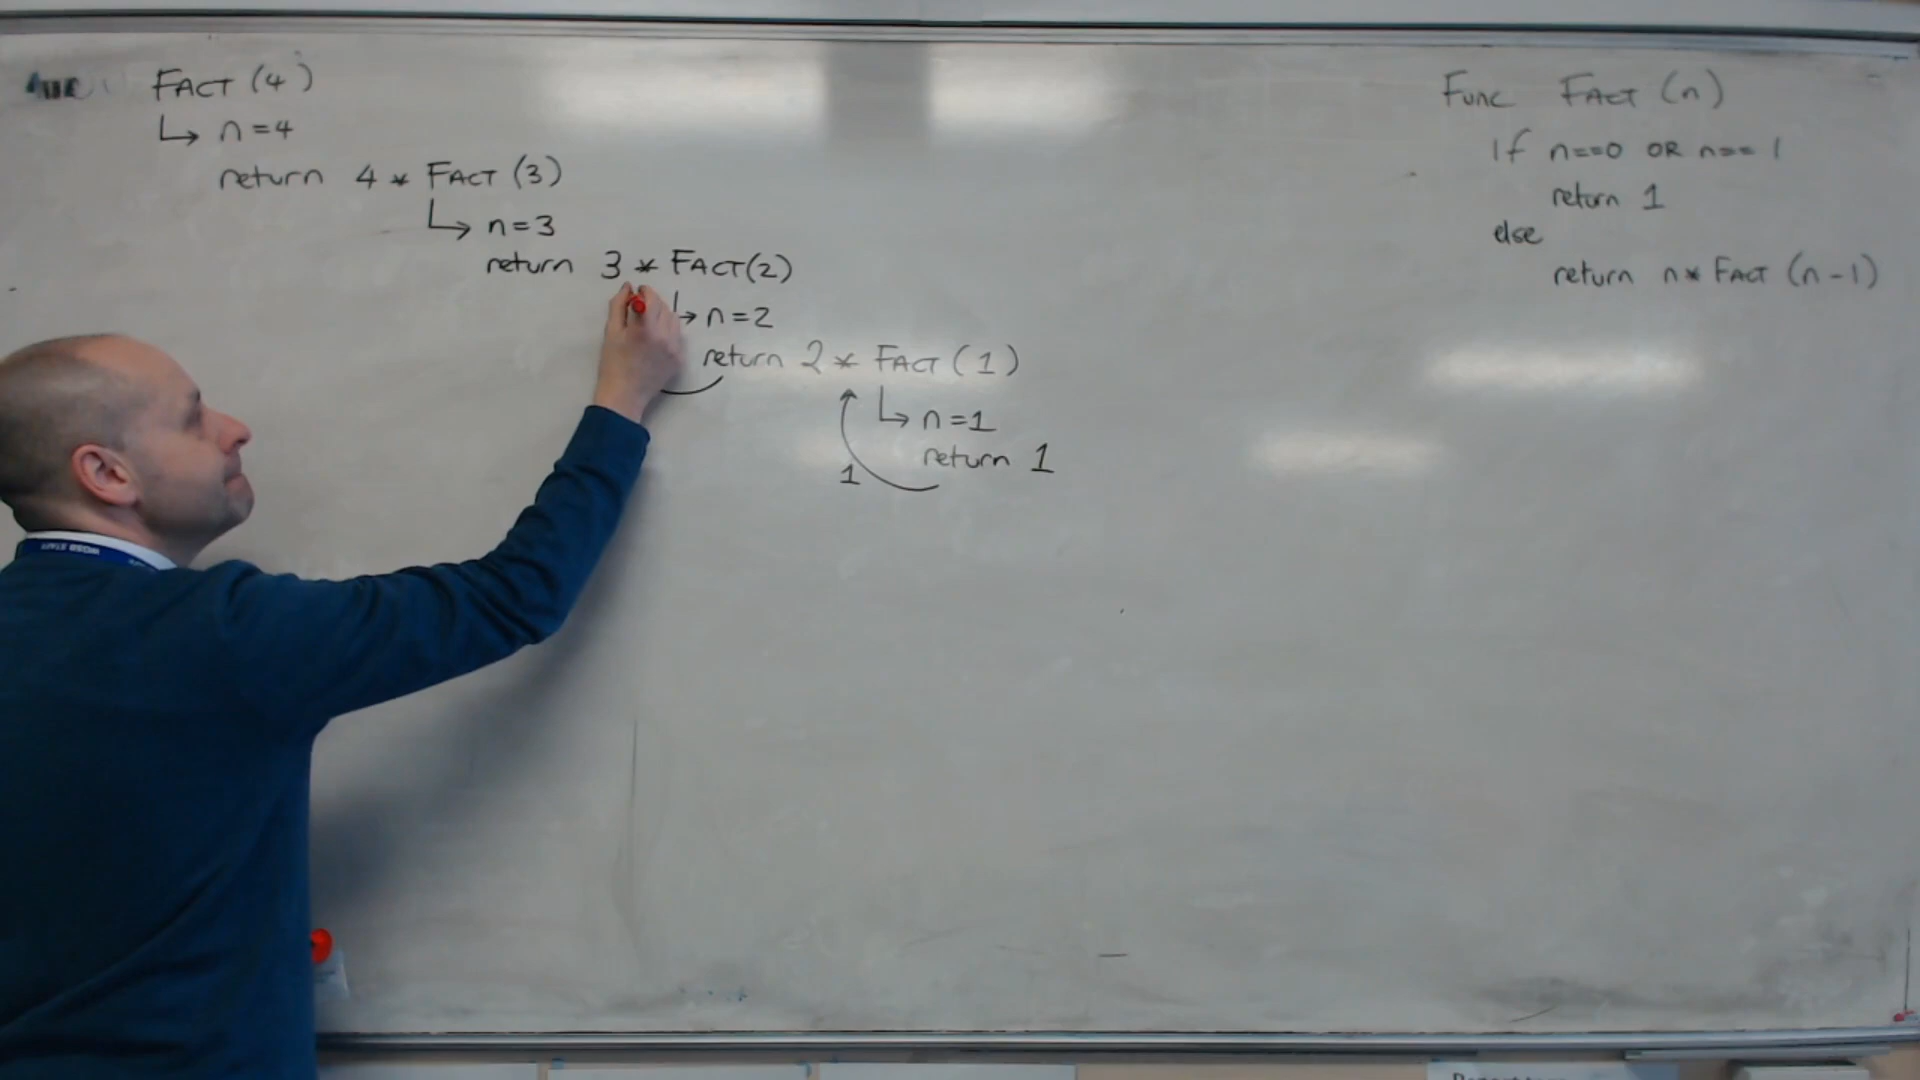 FACT (4)
↳ n=4
return 4 * FACT (3)
↳ n=3
return 3 * FACT(2)
↳ n=2
return 2 * FACT (1)
↳ n=1
return 1
1
Func FACT (n)
If n==0 OR n== 1
return 1
else
return n* FACT (n-1)
STAFF